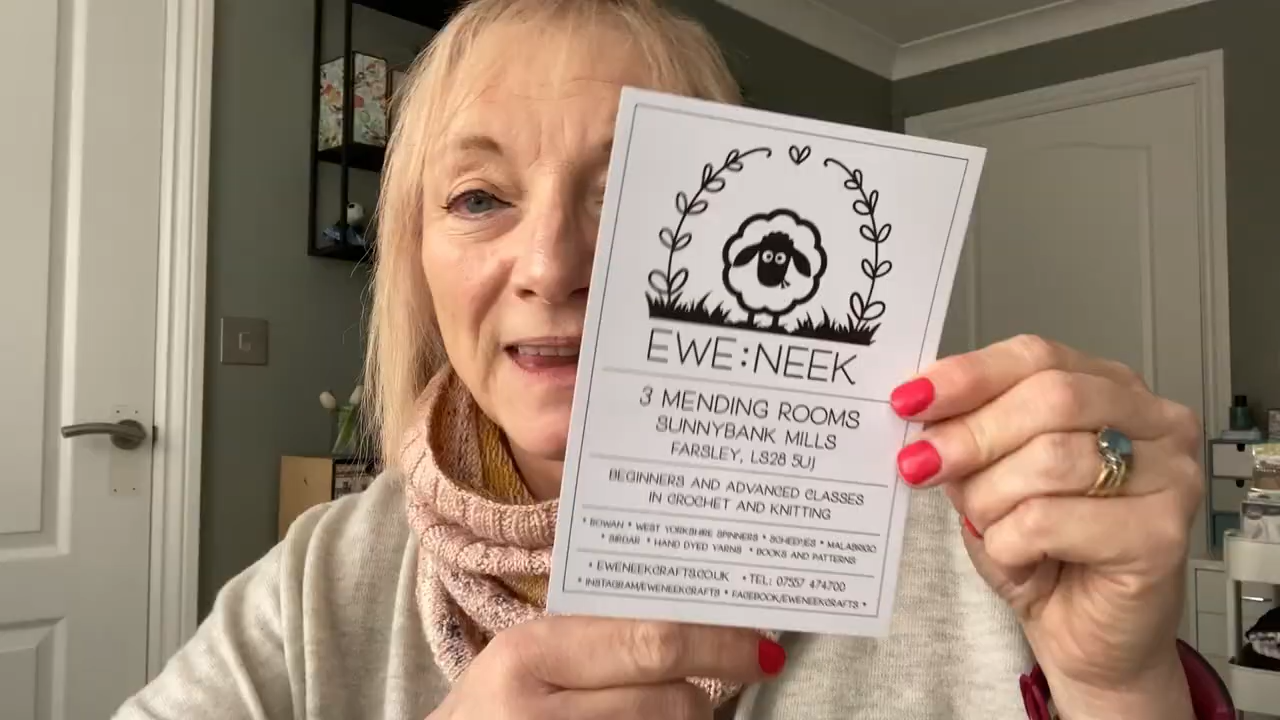 EWE:NEEK
3 MENDING ROOMS
SUNNYBANK MILLS
FARSLEY, LS28 5UJ
BEGINNERS AND ADVANCED CLASSES
IN CROCHET AND KNITTING
* ROWAN * WEST YORKSHIRE SPINNERS * SCHEEPJES * MALABRIGO
* SIRDAR * HAND DYED YARNS * BOOKS AND PATTERNS
* EWENEEKCRAFTS.CO.UK * TEL: 07557 474700
* INSTAGRAM/EWENEEKCRAFTS * FACEBOOK/EWENEEKCRAFTS *